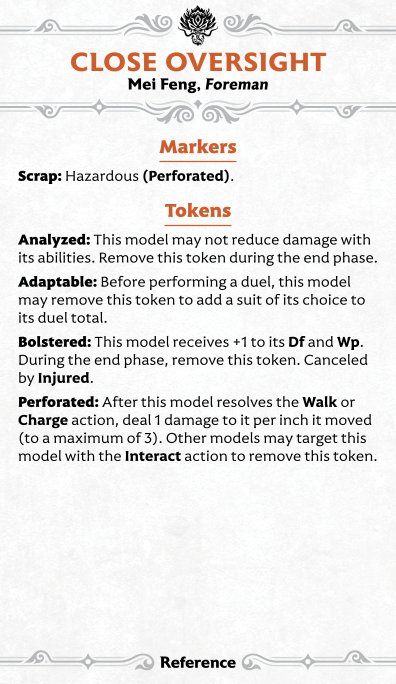 CLOSE OVERSIGHT
Mei Feng, Foreman
Markers
Scrap: Hazardous (Perforated).
Tokens
Analyzed: This model may not reduce damage with
its abilities. Remove this token during the end phase.
Adaptable: Before performing a duel, this model
may remove this token to add a suit of its choice to
its duel total.
Bolstered: This model receives +1 to its Df and Wp.
During the end phase, remove this token. Canceled
by Injured.
Perforated: After this model resolves the Walk or
Charge action, deal 1 damage to it per inch it moved
(to a maximum of 3). Other models may target this
model with the Interact action to remove this token.
Reference